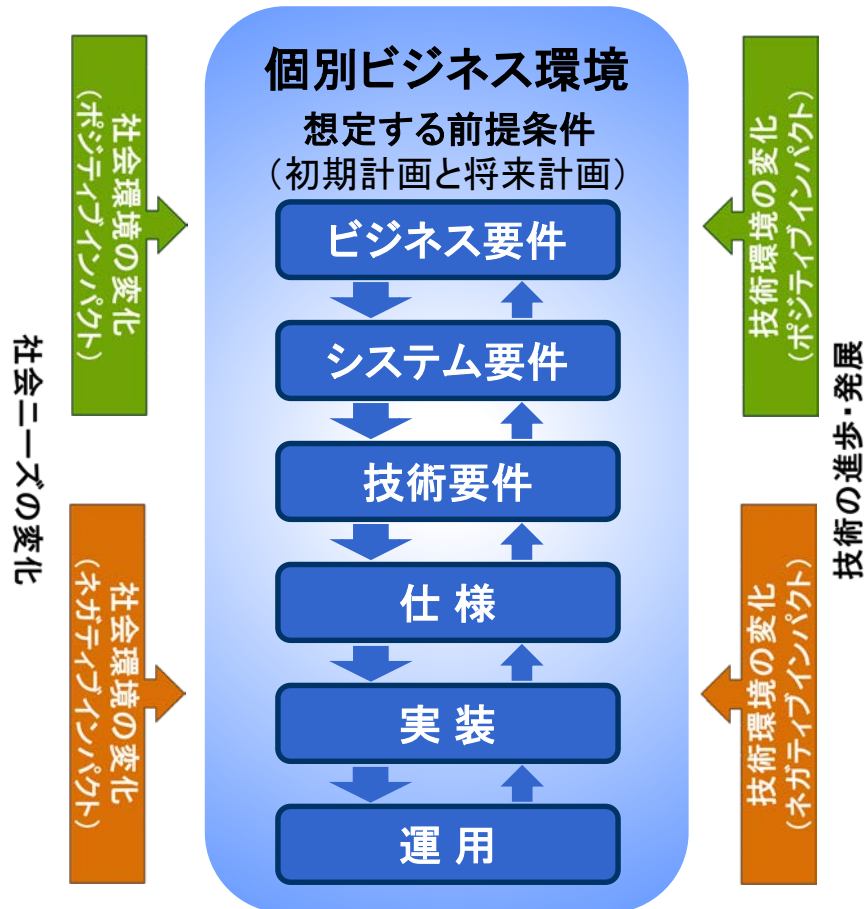 個別ビジネス環境
想定する前提条件
（初期計画と将来計画）
ビジネス要件
システム要件
技術要件
仕 様
実 装
運 用
社会ニーズの変化
社会環境の変化
（ポジティブインパクト）
社会環境の変化
（ネガティブインパクト）
技術環境の変化
（ポジティブインパクト）
技術環境の変化
（ネガティブインパクト）
技術の進歩・発展